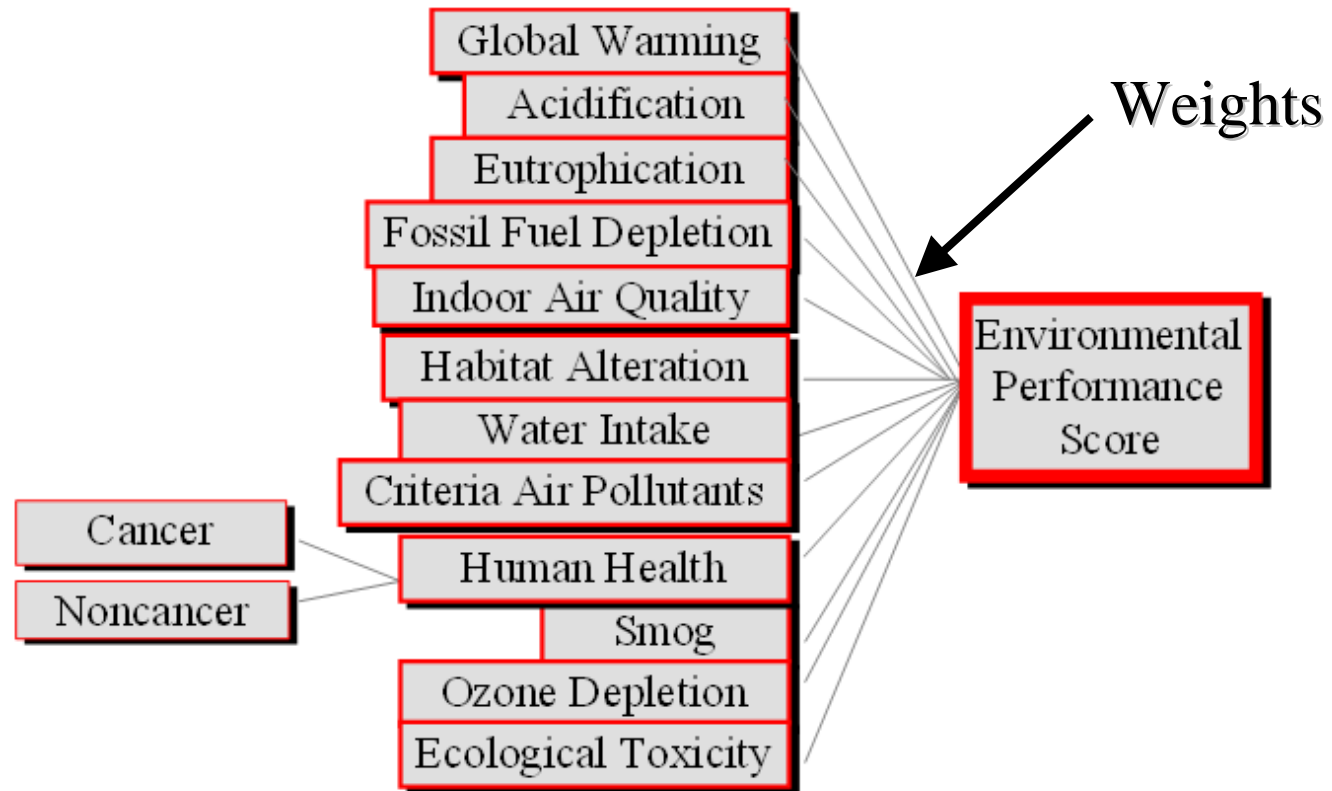 Global Warming
Acidification
Weights
Eutrophication
Fossil Fuel Depletion
Indoor Air Quality
Environmental
Performance
Score
Habitat Alteration
Water Intake
Criteria Air Pollutants
Cancer
Noncancer
Human Health
Smog
Ozone Depletion
Ecological Toxicity